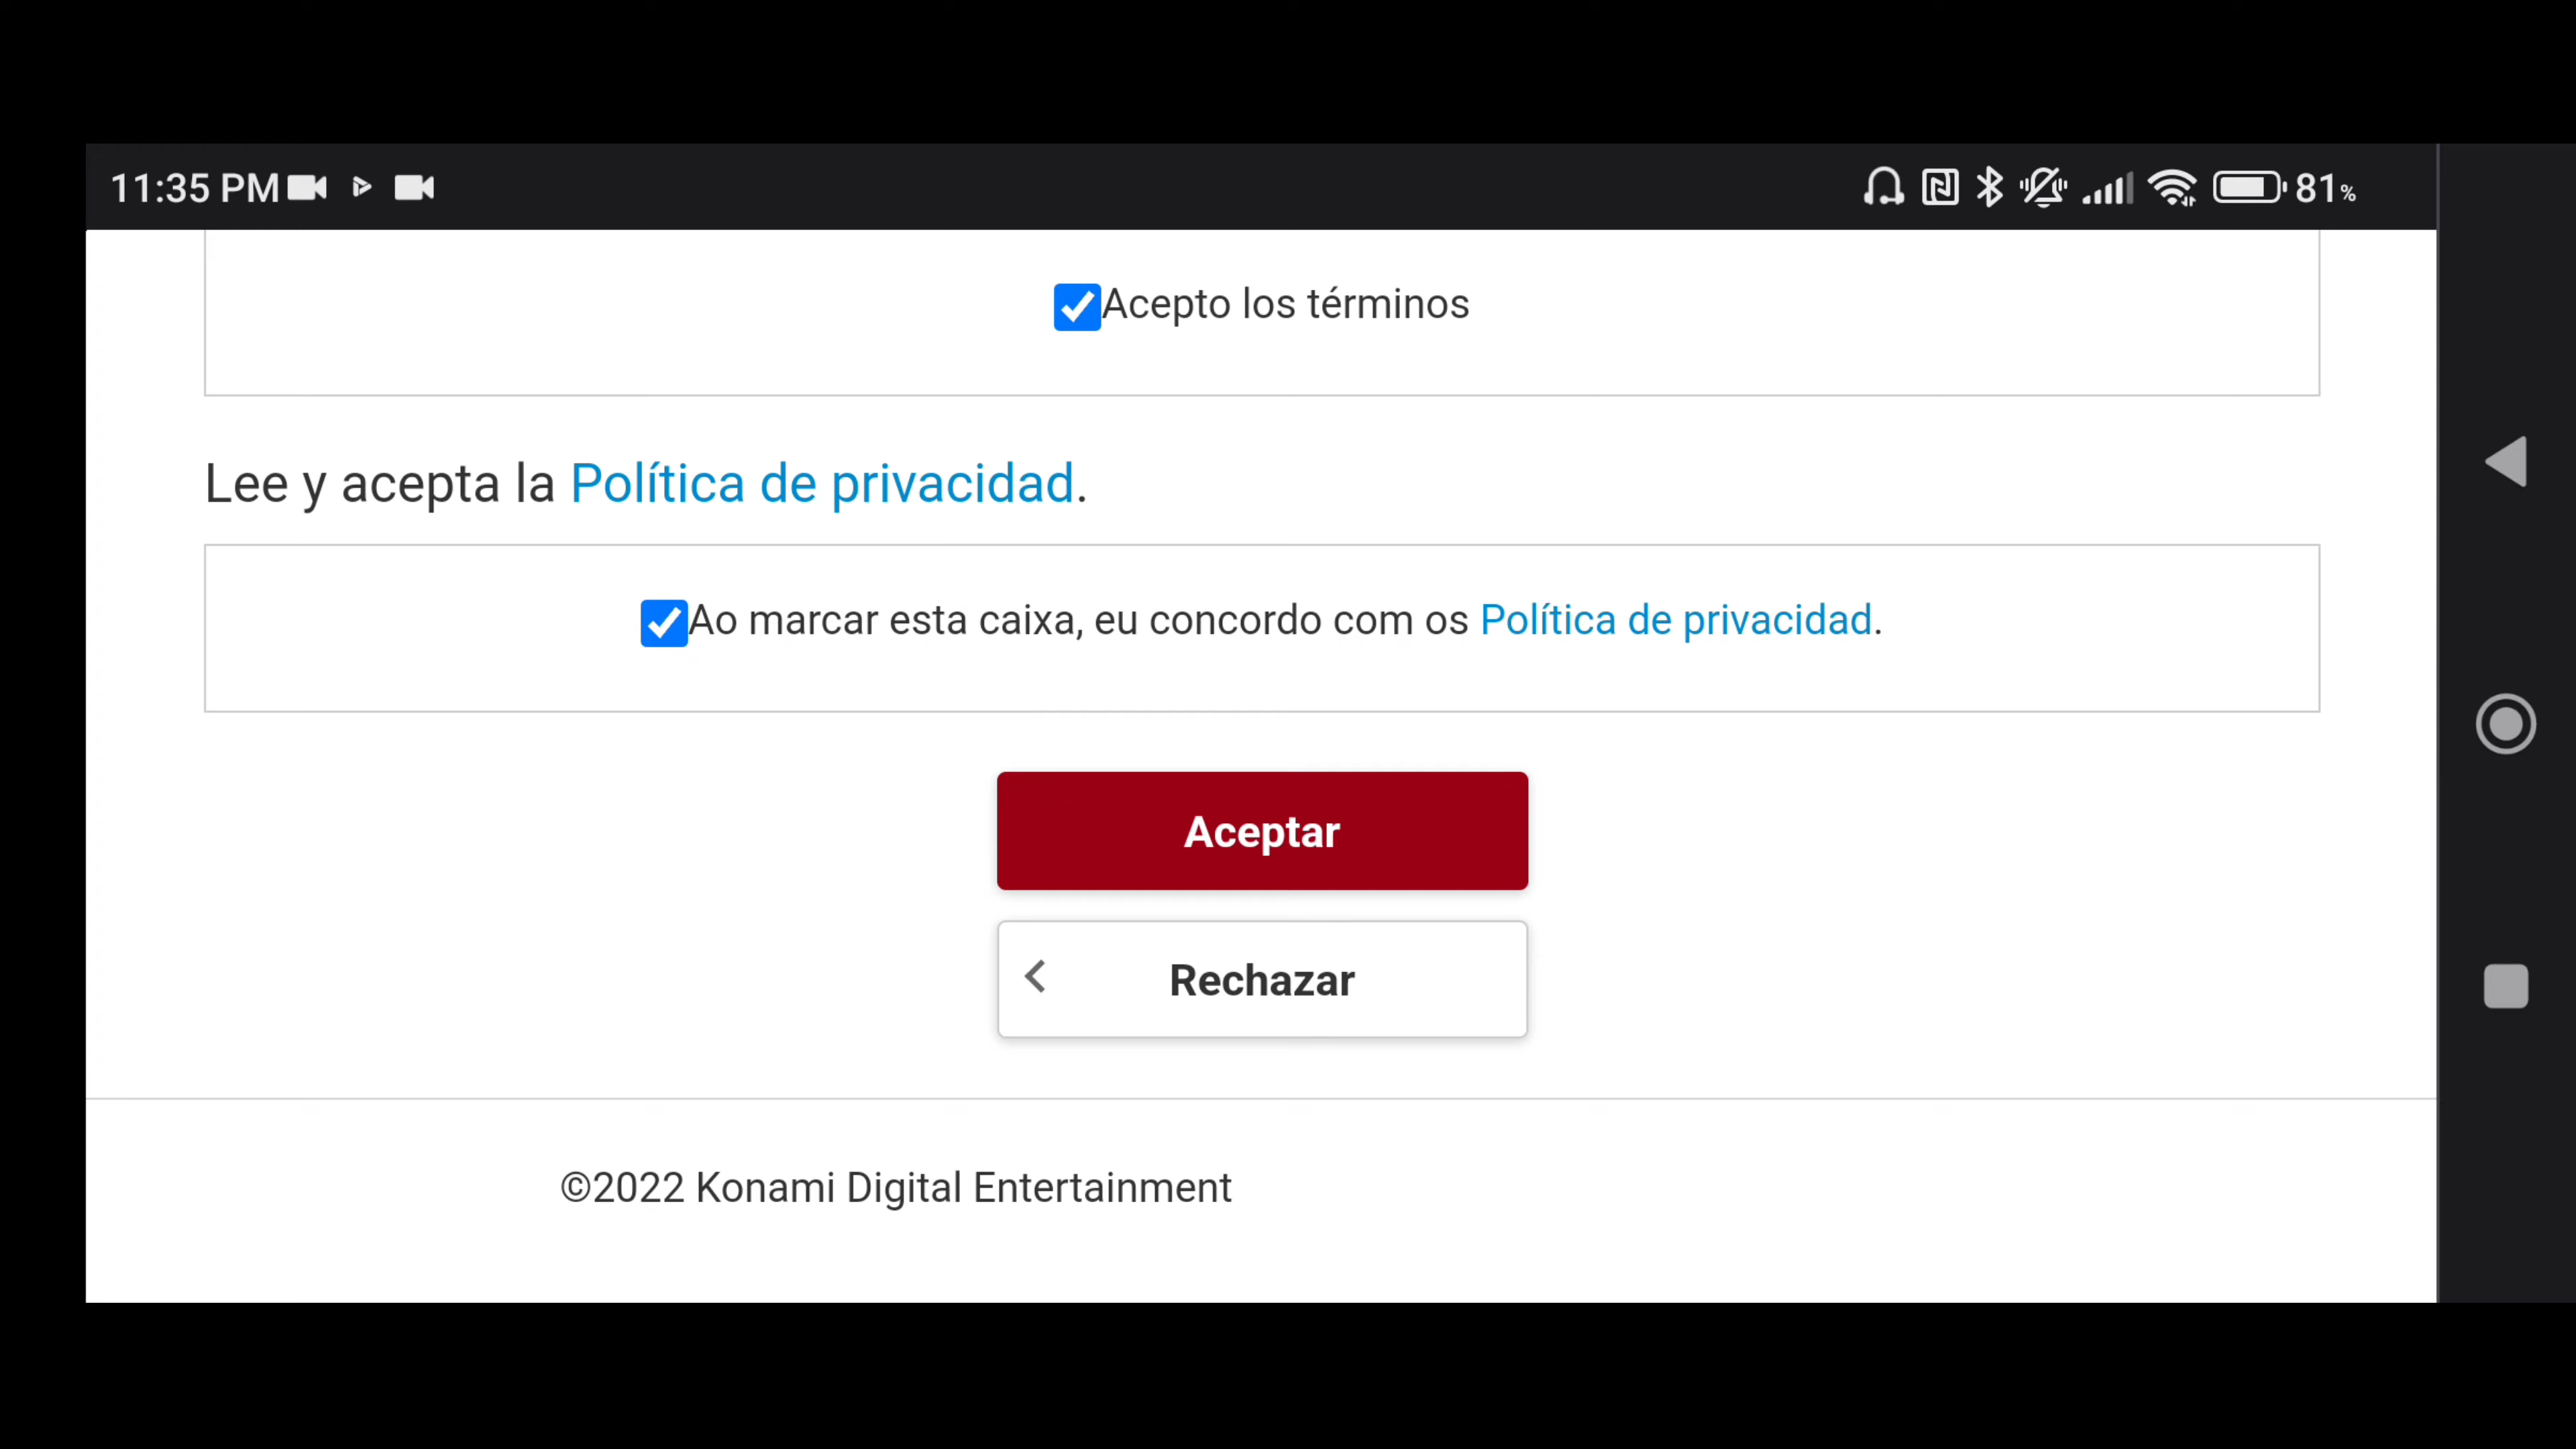 11:35 PM
81%
Acepto los términos
Lee y acepta la Política de privacidad.
Ao marcar esta caixa, eu concordo com os Política de privacidad.
Aceptar
Rechazar
©2022 Konami Digital Entertainment